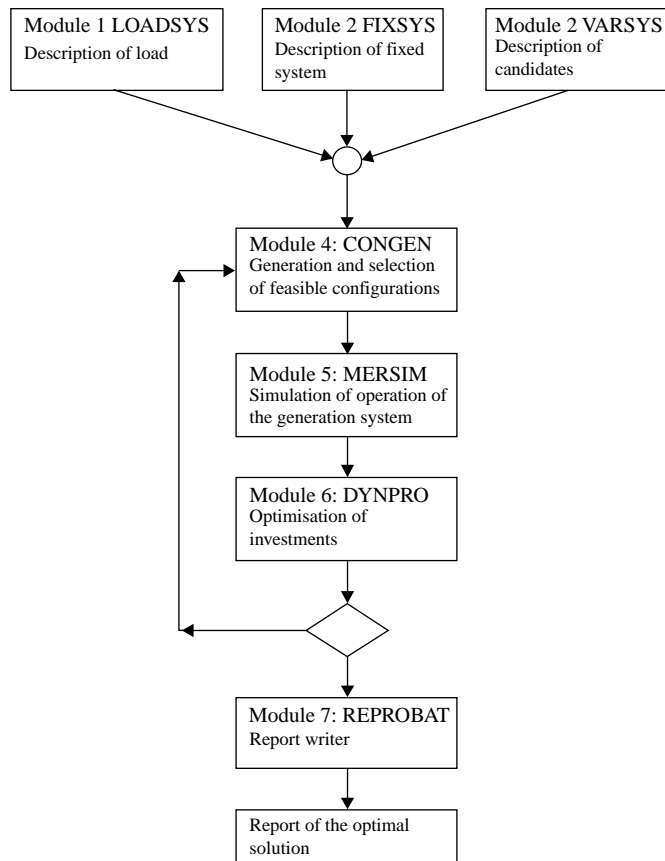 Module 1 LOADSYS
Description of load
Module 2 FIXSYS
Description of fixed
system
Module 2 VARSYS
Description of
candidates
Module 4: CONGEN
Generation and selection
of feasible configurations
Module 5: MERSIM
Simulation of operation of
the generation system
Module 6: DYNPRO
Optimisation of
investments
Module 7: REPROBAT
Report writer
Report of the optimal
solution